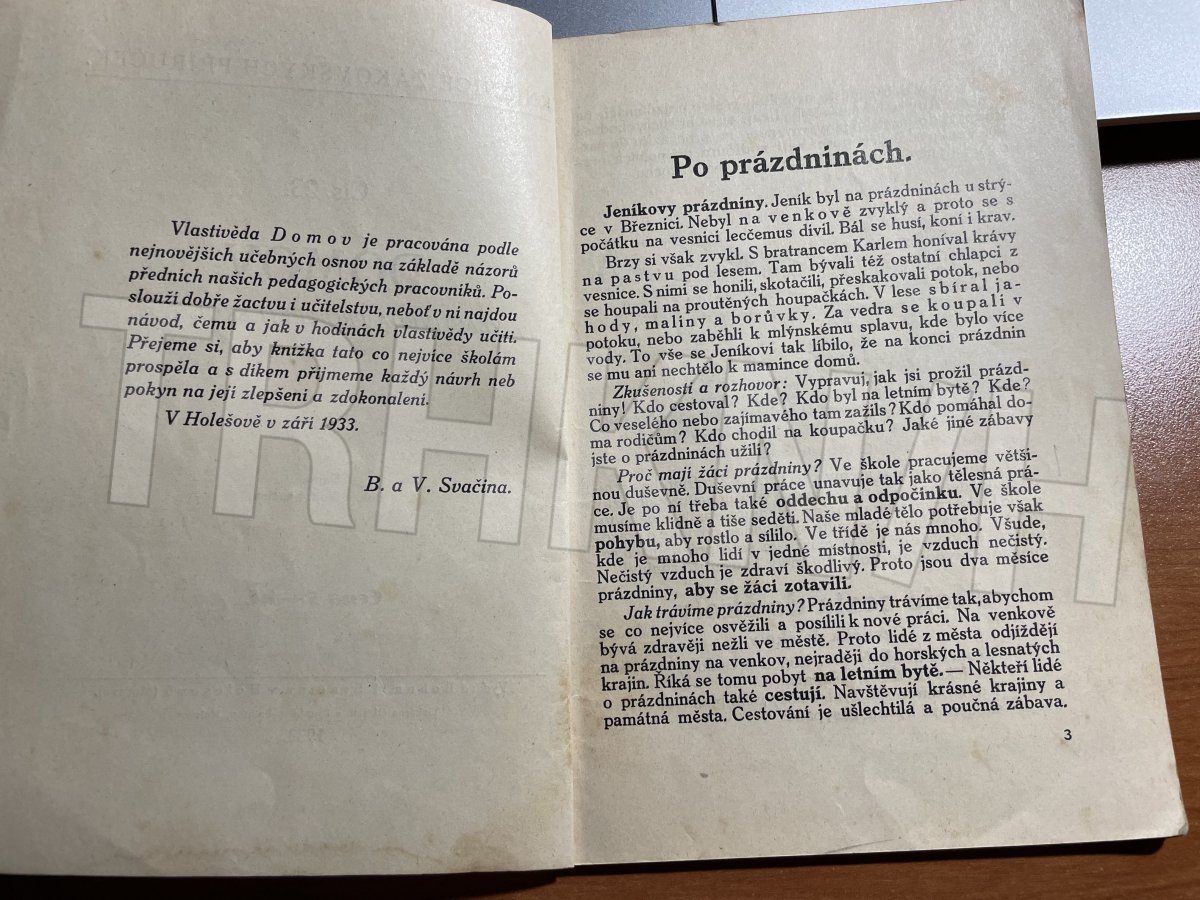 Vlastivěda Domov je pracována podle
nejnovějších učebných osnov na základě názorů
předních našich pedagogických pracovníků. Po-
slouží dobře žactvu i učitelstvu, neboť v ní najdou
návod, čemu a jak v hodinách vlastivědy učiti.
Přejeme si, aby knížka tato co nejvíce školám
prospěla a s díkem přijmeme každý návrh neb
pokyn na její zlepšení a zdokonalení.
V Holešově v září 1933.
B. a V. Svačina.
Po prázdninách.
Jeníkovy prázdniny. Jeník byl na prázdninách u strý-
ce v Březnici. Nebyl na venkově zvyklý a proto se s
počátku na vesnici lecčemus divil. Bál se husí, koní i krav.
Brzy si však zvykl. S bratrancem Karlem honíval krávy
na pastvu pod lesem. Tam bývali též ostatní chlapci z
vesnice. S nimi se honili, skotačili, přeskakovali potok, nebo
se houpali na proutěných houpačkách. V lese sbíral ja-
hody, maliny a borůvky. Za vedra se koupali v
potoku, nebo zaběhli k mlýnskému splavu, kde bylo více
vody. To vše se Jeníkovi tak líbilo, že na konci prázdnin
se mu ani nechtělo k mamince domů.
Zkušenosti a rozhovor: Vypravuj, jak jsi prožil prázd-
niny! Kdo cestoval? Kde? Kdo byl na letním bytě? Kde?
Co veselého nebo zajímavého tam zažils? Kdo pomáhal do-
ma rodičům? Kdo chodil na koupačku? Jaké jiné zábavy
jste o prázdninách užili?
Proč mají žáci prázdniny? Ve škole pracujeme větši-
nou duševně. Duševní práce unavuje tak jako tělesná prá-
ce. Je po ní třeba také oddechu a odpočinku. Ve škole
musíme klidně a tiše seděti. Naše mladé tělo potřebuje však
pohybu, aby rostlo a sílilo. Ve třídě je nás mnoho. Všude,
kde je mnoho lidí v jedné místnosti, je vzduch nečistý.
Nečistý vzduch je zdraví škodlivý. Proto jsou dva měsíce
prázdniny, aby se žáci zotavili.
Jak trávíme prázdniny? Prázdniny trávíme tak, abychom
se co nejvíce osvěžili a posílili k nové práci. Na venkově
bývá zdravěji nežli ve městě. Proto lidé z města odjíždějí
na prázdniny na venkov, nejraději do horských a lesnatých
krajin. Říká se tomu pobyt na letním bytě. — Někteří lidé
o prázdninách také cestují. Navštěvují krásné krajiny a
památná města. Cestování je ušlechtilá a poučná zábava.
3